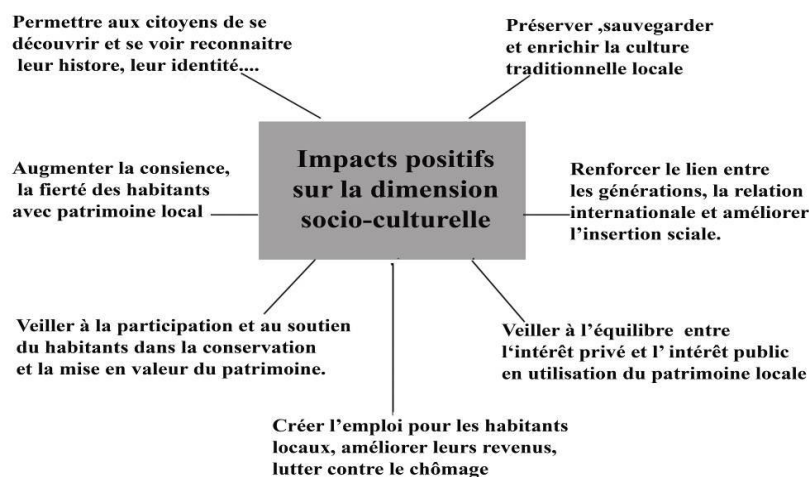 Permettre aux citoyens de se
découvrir et se voir reconnaitre
leur histore, leur identité....
Préserver ,sauvegarder
et enrichir la culture
traditionnelle locale
Impacts positifs
sur la dimension
socio-culturelle
Augmenter la consience,
la fierté des habitants
avec patrimoine local
Renforcer le lien entre
les générations, la relation
internationale et améliorer
l'insertion sciale.
Veiller à la participation et au soutien
du habitants dans la conservation
et la mise en valeur du patrimoine.
Veiller à l'équilibre entre
l'intérêt privé et l' intérêt public
en utilisation du patrimoine locale
Créer l'emploi pour les habitants
locaux, améliorer leurs revenus,
lutter contre le chômage